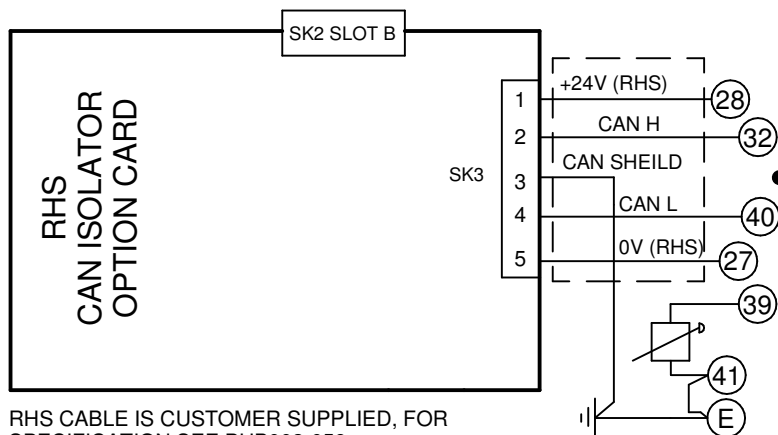 SK2 SLOT B
RHS
CAN ISOLATOR
OPTION CARD
SK3
1
+24V (RHS)
28
2
CAN H
32
3
CAN SHEILD
4
CAN L
40
5
0V (RHS)
27
39
41
E
RHS CABLE IS CUSTOMER SUPPLIED, FOR